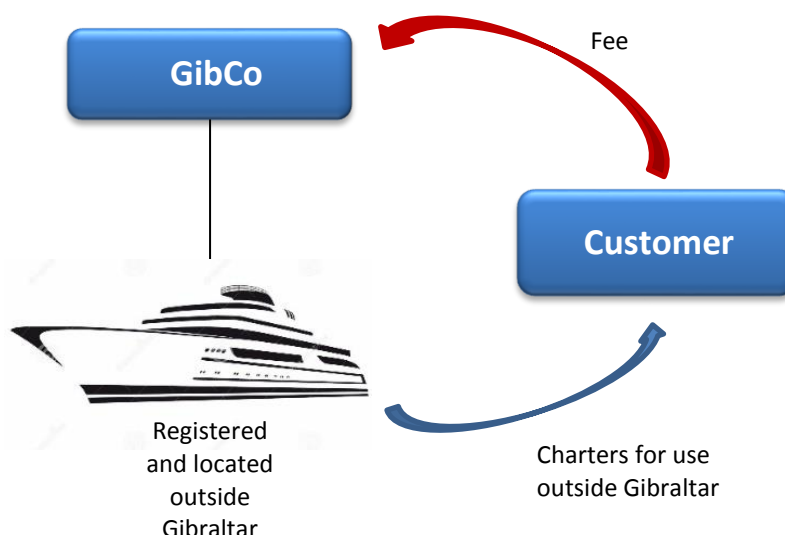 Fee
GibCo
Customer
Registered
and located
outside
Gibraltar
Charters for use
outside Gibraltar